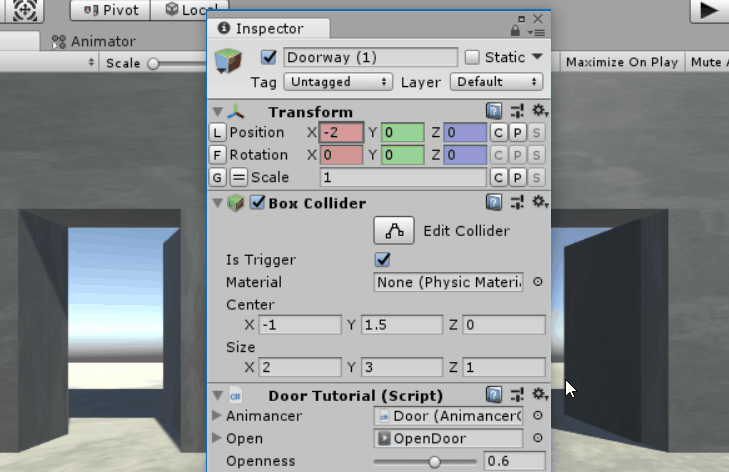 Pivot Local
Inspector
Animator
Doorway (1) Static
Scale Maximize On Play Mute A
Tag Untagged Layer Default
Transform
L Position X -2 Y 0 Z 0 C P S
F Rotation X 0 Y 0 Z 0 C P S
G = Scale 1 C P S
Box Collider
Edit Collider
Is Trigger
Material None (Physic Materi
Center
X -1 Y 1.5 Z 0
Size
X 2 Y 3 Z 1
Door Tutorial (Script)
Animancer Door (Animancer
Open OpenDoor
Openness 0.6